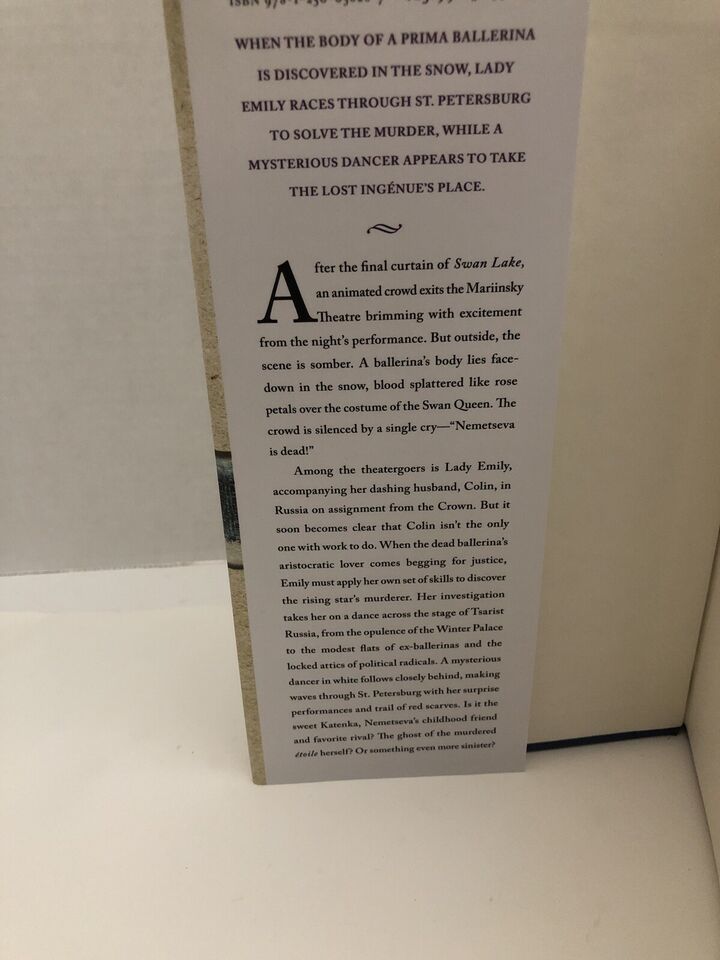 WHEN THE BODY OF A PRIMA BALLERINA
IS DISCOVERED IN THE SNOW, LADY
EMILY RACES THROUGH ST. PETERSBURG
TO SOLVE THE MURDER, WHILE A
MYSTERIOUS DANCER APPEARS TO TAKE
THE LOST INGÉNUE'S PLACE.
After the final curtain of Swan Lake,
an animated crowd exits the Mariinsky
Theatre brimming with excitement
from the night's performance. But outside, the
scene is somber. A ballerina's body lies face-
down in the snow, blood splattered like rose
petals over the costume of the Swan Queen. The
crowd is silenced by a single cry—"Nemetseva
is dead!"
Among the theatergoers is Lady Emily,
accompanying her dashing husband, Colin, in
Russia on assignment from the Crown. But it
soon becomes clear that Colin isn't the only
one with work to do. When the dead ballerina's
aristocratic lover comes begging for justice,
Emily must apply her own set of skills to discover
the rising star's murderer. Her investigation
takes her on a dance across the stage of Tsarist
Russia, from the opulence of the Winter Palace
to the modest flats of ex-ballerinas and the
locked attics of political radicals. A mysterious
dancer in white follows closely behind, making
waves through St. Petersburg with her surprise
performances and trail of red scarves. Is it the
sweet Katenka, Nemetseva's childhood friend
and favorite rival? The ghost of the murdered
étoile herself? Or something even more sinister?